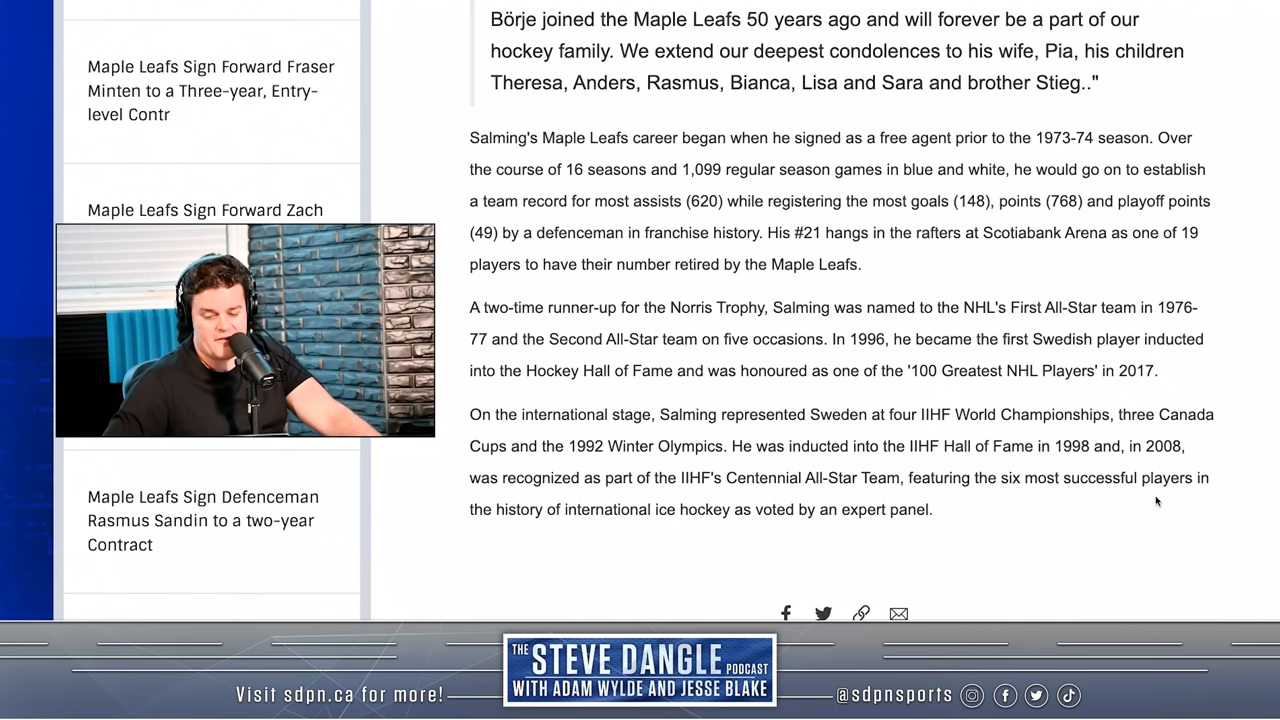 Maple Leafs Sign Forward Fraser
Minten to a Three-year, Entry-
level Contr
Maple Leafs Sign Forward Zach
Maple Leafs Sign Defenceman
Rasmus Sandin to a two-year
Contract
Börje joined the Maple Leafs 50 years ago and will forever be a part of our
hockey family. We extend our deepest condolences to his wife, Pia, his children
Theresa, Anders, Rasmus, Bianca, Lisa and Sara and brother Stieg.."
Salming's Maple Leafs career began when he signed as a free agent prior to the 1973-74 season. Over
the course of 16 seasons and 1,099 regular season games in blue and white, he would go on to establish
a team record for most assists (620) while registering the most goals (148), points (768) and playoff points
(49) by a defenceman in franchise history. His #21 hangs in the rafters at Scotiabank Arena as one of 19
players to have their number retired by the Maple Leafs.
A two-time runner-up for the Norris Trophy, Salming was named to the NHL's First All-Star team in 1976-
77 and the Second All-Star team on five occasions. In 1996, he became the first Swedish player inducted
into the Hockey Hall of Fame and was honoured as one of the '100 Greatest NHL Players' in 2017.
On the international stage, Salming represented Sweden at four IIHF World Championships, three Canada
Cups and the 1992 Winter Olympics. He was inducted into the IIHF Hall of Fame in 1998 and, in 2008,
was recognized as part of the IIHF's Centennial All-Star Team, featuring the six most successful players in
the history of international ice hockey as voted by an expert panel.
Visit sdpn.ca for more!
THE STEVE DANGLE PODCAST
WITH ADAM WYLDE AND JESSE BLAKE
@sdpnsports